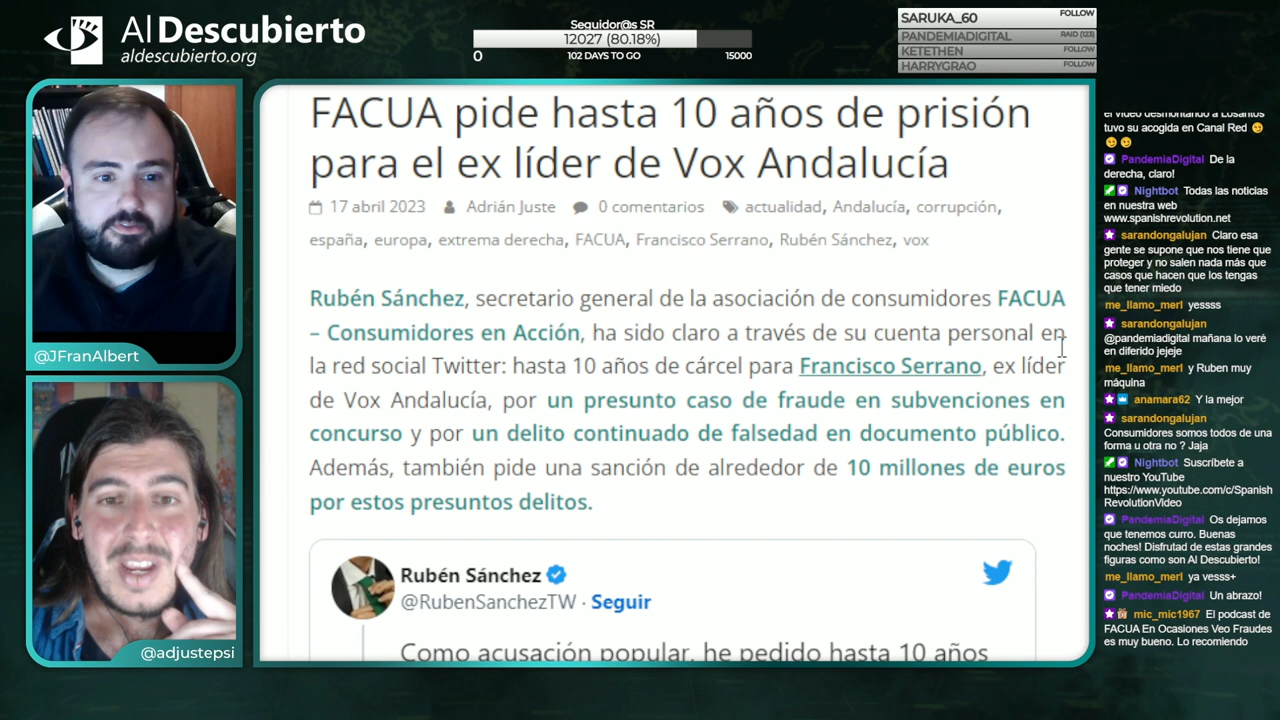 Al Descubierto
aldescubierto.org
Seguidor@s SR
12027 (80.18%)
0
102 DAYS TO GO
15000
SARUKA_60 FOLLOW
PANDEMIADIGITAL RAID (123)
KETETHEN FOLLOW
HARRYGRAO FOLLOW
@JFranAlbert
@adjustepsi
FACUA pide hasta 10 años de prisión
para el ex líder de Vox Andalucía
17 abril 2023 Adrián Juste 0 comentarios actualidad, Andalucía, corrupción,
españa, europa, extrema derecha, FACUA, Francisco Serrano, Rubén Sánchez, vox
Rubén Sánchez, secretario general de la asociación de consumidores FACUA
– Consumidores en Acción, ha sido claro a través de su cuenta personal en
la red social Twitter: hasta 10 años de cárcel para Francisco Serrano, ex líder
de Vox Andalucía, por un presunto caso de fraude en subvenciones en
concurso y por un delito continuado de falsedad en documento público.
Además, también pide una sanción de alrededor de 10 millones de euros
por estos presuntos delitos.
Rubén Sánchez
@RubenSanchezTW · Seguir
Como acusación popular, he pedido hasta 10 años
el vídeo desmontando a Losantos
tuvo su acogida en Canal Red
PandemiaDigital De la
derecha, claro!
Nightbot Todas las noticias
en nuestra web
www.spanishrevolution.net
sarandongalujan Claro esa
gente se supone que nos tiene que
proteger y no salen nada más que
casos que hacen que los tengas
que tener miedo
me_llamo_merl yessss
sarandongalujan
@pandemiadigital mañana lo veré
en diferido jejeje
me_llamo_merl y Ruben muy
máquina
anamara62 Y la mejor
sarandongalujan
Consumidores somos todos de una
forma u otra no ? Jaja
Nightbot Suscríbete a
nuestro YouTube
https://www.youtube.com/c/Spanish
RevolutionVideo
PandemiaDigital Os dejamos
que tenemos curro. Buenas
noches! Disfrutad de estas grandes
figuras como son Al Descubierto!
me_llamo_merl ya vesss+
PandemiaDigital Un abrazo!
mic_mic1967 El podcast de
FACUA En Ocasiones Veo Fraudes
es muy bueno. Lo recomiendo